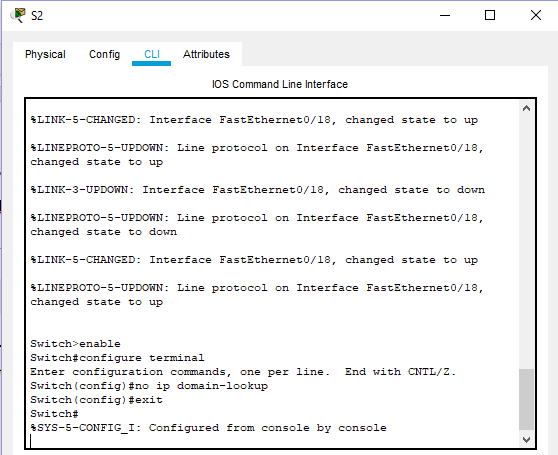 S2
Physical Config CLI Attributes
IOS Command Line Interface
%LINK-5-CHANGED: Interface FastEthernet0/18, changed state to up
%LINEPROTO-5-UPDOWN: Line protocol on Interface FastEthernet0/18,
changed state to up
%LINK-3-UPDOWN: Interface FastEthernet0/18, changed state to down
%LINEPROTO-5-UPDOWN: Line protocol on Interface FastEthernet0/18,
changed state to down
%LINK-5-CHANGED: Interface FastEthernet0/18, changed state to up
%LINEPROTO-5-UPDOWN: Line protocol on Interface FastEthernet0/18,
changed state to up
Switch>enable
Switch#configure terminal
Enter configuration commands, one per line.  End with CNTL/Z.
Switch(config)#no ip domain-lookup
Switch(config)#exit
Switch#
%SYS-5-CONFIG_I: Configured from console by console